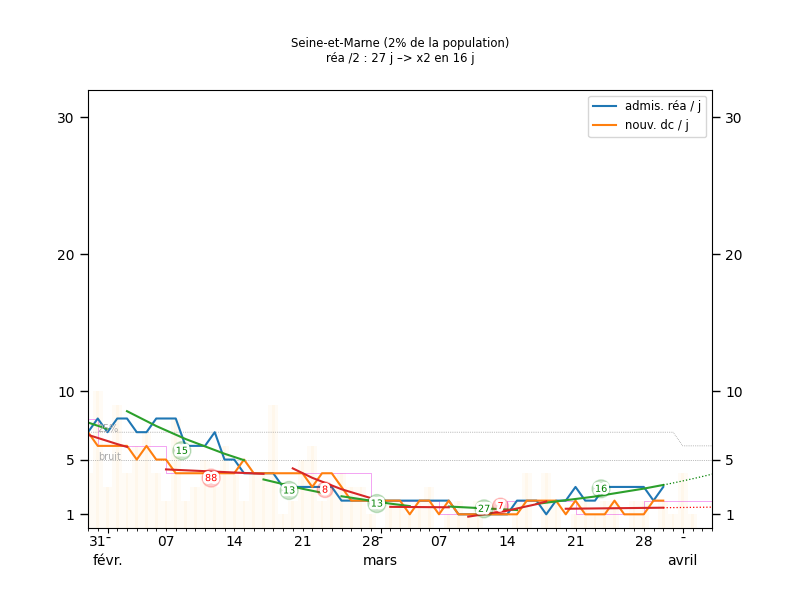 Seine-et-Marne (2% de la population)
réa /2 : 27 j –> x2 en 16 j
admis. réa / j
nouv. dc / j
30 30
20 20
10 10
5 5
1 1
25%
bruit
15
88
13
8
13
27
7
16
31 07 14 21 28 07 14 21 28
févr. mars avril